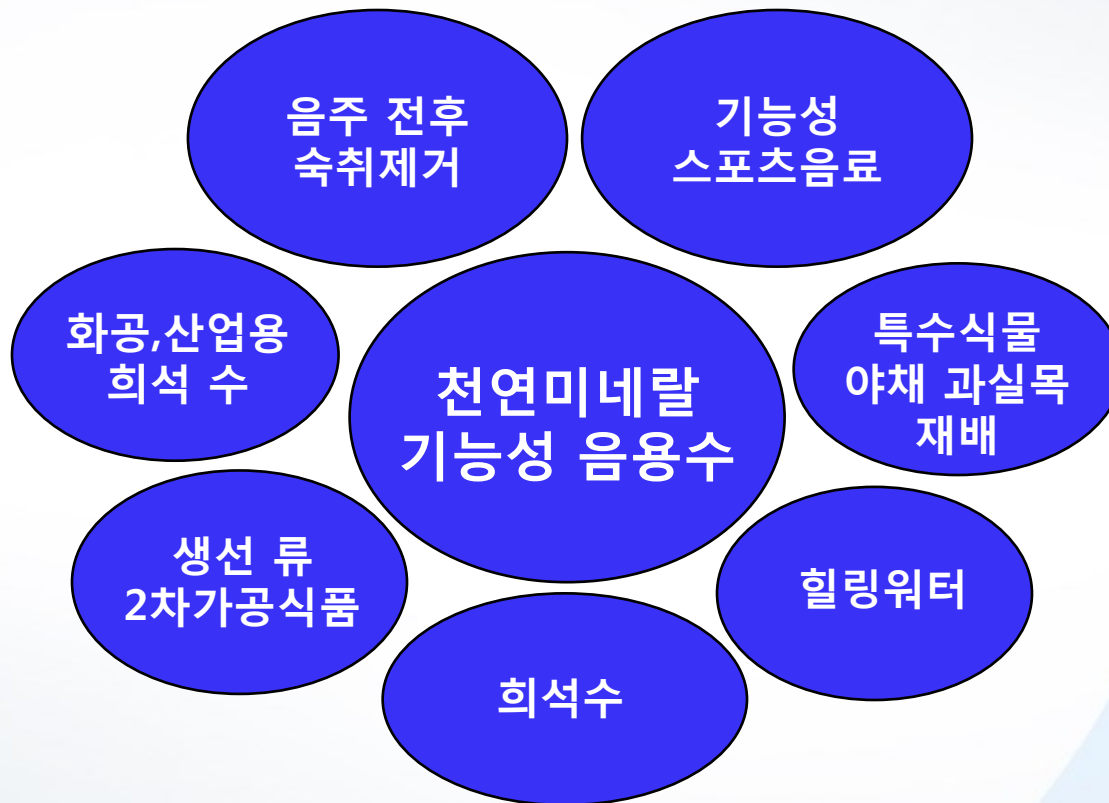 음주 전후
숙취제거
기능성
스포츠음료
화공,산업용
희석 수
천연미네랄
기능성 음용수
특수식물
야채 과실목
재배
생선 류
2차가공식품
힐링워터
희석수